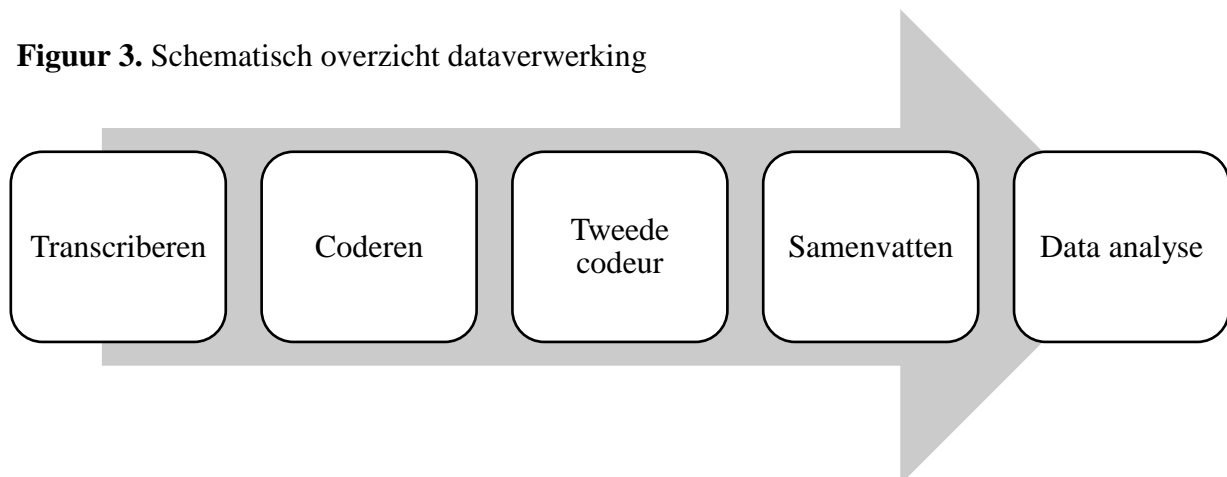 Figuur 3. Schematisch overzicht dataverwerking
Transcriberen
Coderen
Tweede
codeur
Samenvatten
Data analyse